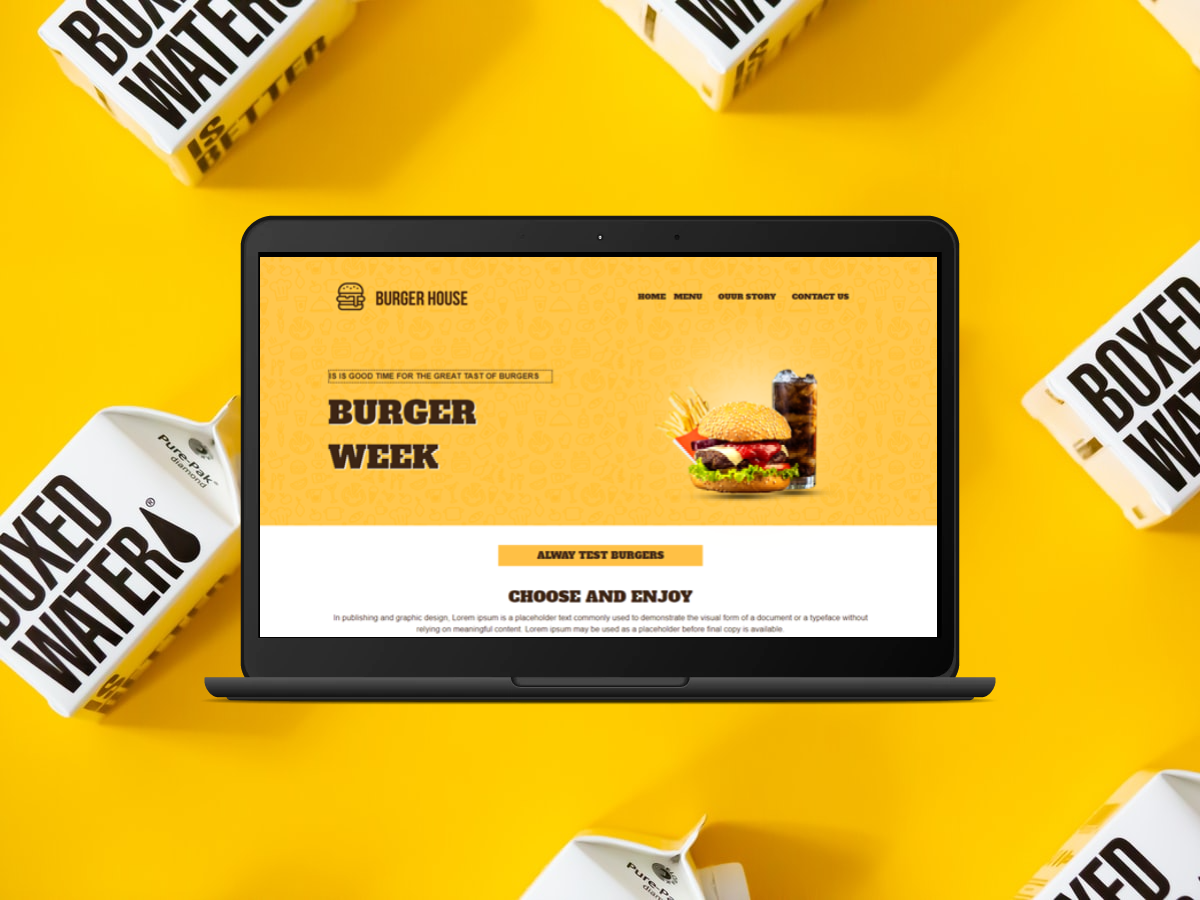 BOXED
WATER
IS
BETTER
WATER
IS
BURGER HOUSE
HOME MENU OUUR STORY CONTACT US
IS IS GOOD TIME FOR THE GREAT TAST OF BURGERS
BURGER
WEEK
ALWAY TEST BURGERS
CHOOSE AND ENJOY
In publishing and graphic design, Lorem ipsum is a placeholder text commonly used to demonstrate the visual form of a document or a typeface without
relying on meaningful content. Lorem ipsum may be used as a placeholder before final copy is available.
BOXED
WATER
Pure-Pak®
diamond
BOXED
WATER
®
IS
Pure-Pak
diamond
BOXED